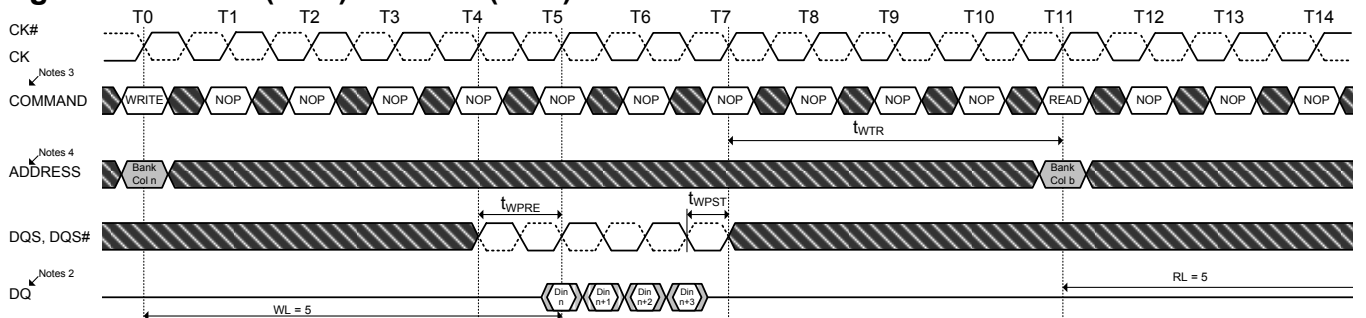 T0 T1 T2 T3 T4 T5 T6 T7 T8 T9 T10 T11 T12 T13 T14
CK#
CK
Notes 3
COMMAND WRITE NOP NOP NOP NOP NOP NOP NOP NOP NOP NOP READ NOP NOP NOP
tWTR
Notes 4
ADDRESS
Bank
Col n
Bank
Col b
tWPRE
tWPST
DQS, DQS#
Notes 2
DQ
Din
n
Din
n+1
Din
n+2
Din
n+3
RL = 5
WL = 5